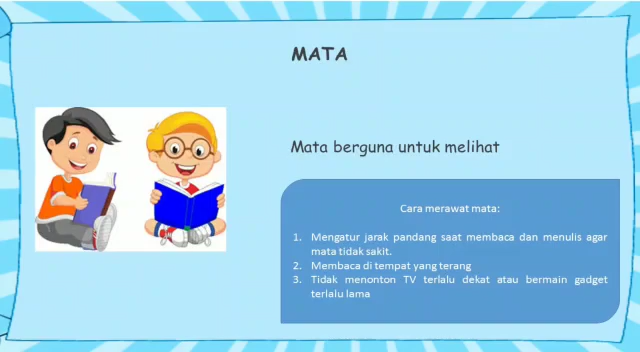 MATA
Mata berguna untuk melihat
Cara merawat mata:
1. Mengatur jarak pandang saat membaca dan menulis agar
mata tidak sakit.
2. Membaca di tempat yang terang
3. Tidak menonton TV terlalu dekat atau bermain gadget
terlalu lama